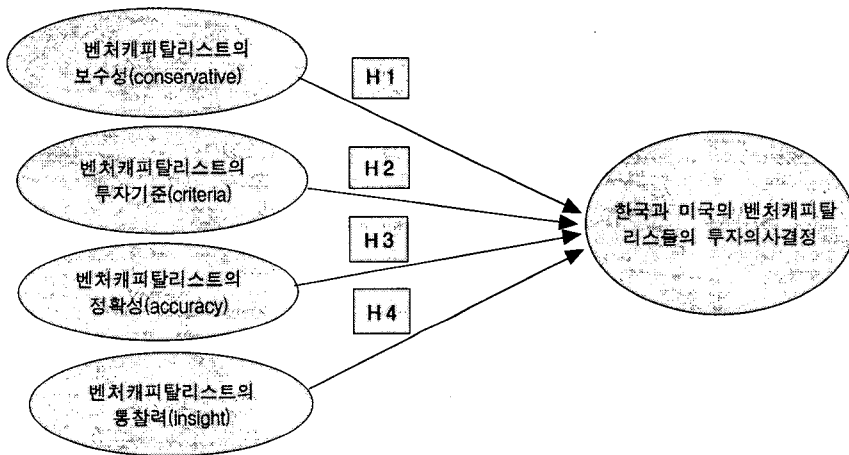 벤처캐피탈리스트의
보수성(conservative)
H1
벤처캐피탈리스트의
투자기준(criteria)
H2
한국과 미국의 벤처캐피탈
리스들의 투자의사결정
H3
벤처캐피탈리스트의
정확성(accuracy)
H4
벤처캐피탈리스트의
통찰력(insight)